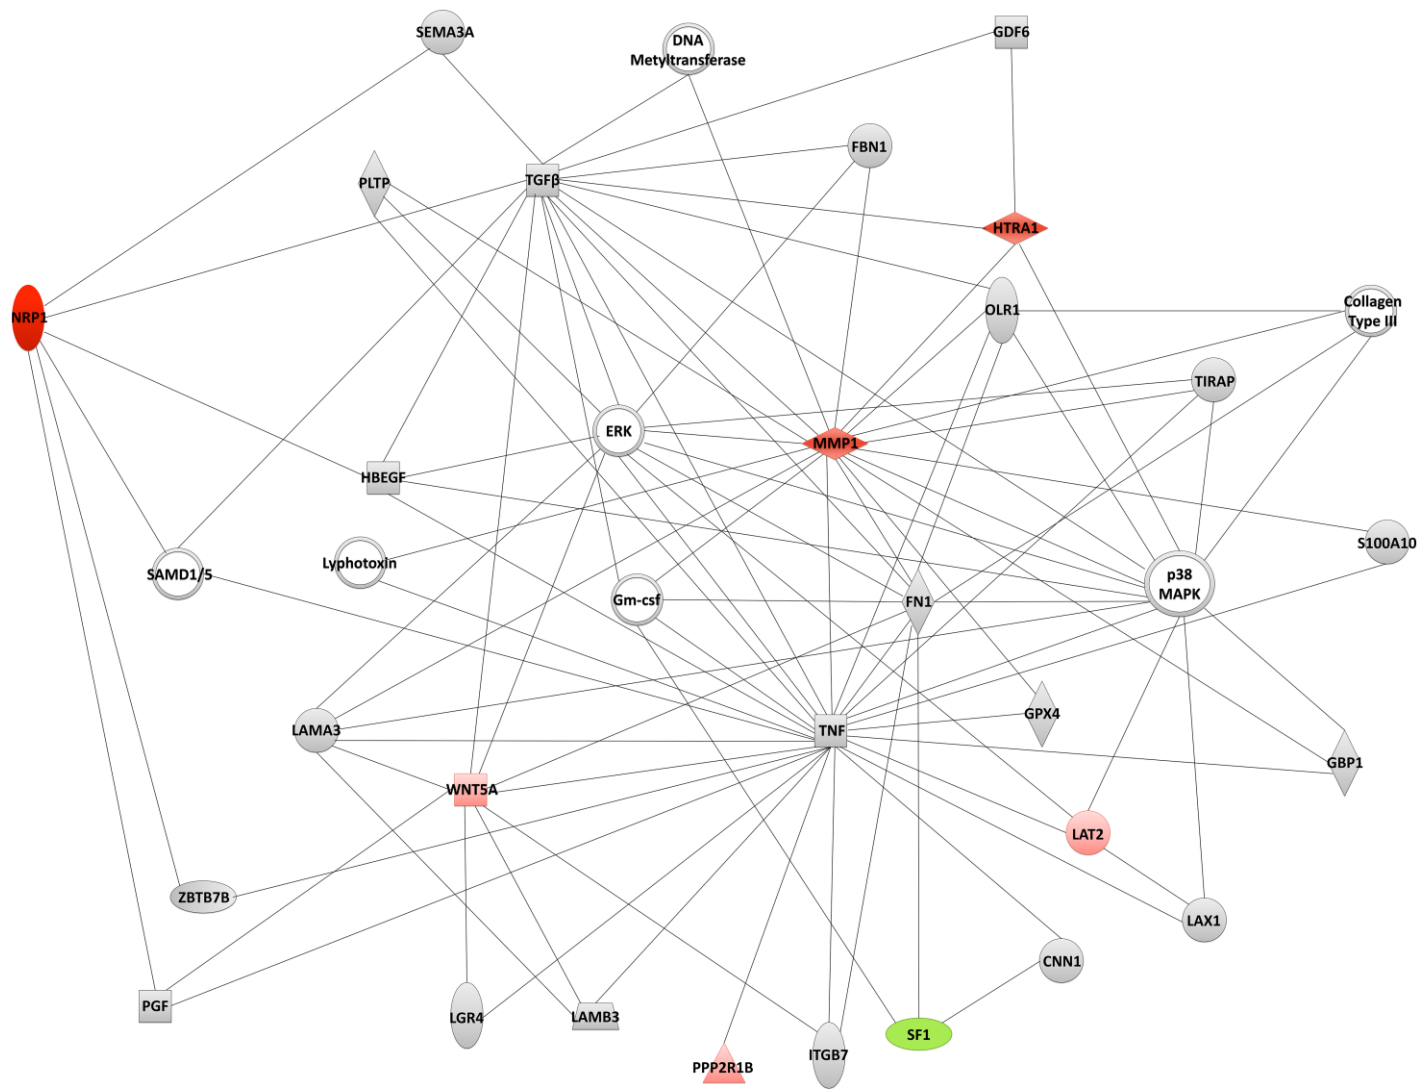 SEMA3A
DNA
Metyltransferase
GDF6
FBN1
PLTP
TGFβ
HTRA1
NRP1
OLR1
Collagen
Type III
TIRAP
ERK
MMP1
HBEGF
S100A10
Lyphotoxin
SAMD1/5
p38
MAPK
Gm-csf
FN1
GPX4
LAMA3
TNF
GBP1
WNT5A
LAT2
ZBTB7B
LAX1
CNN1
PGF
LGR4
LAMB3
SF1
ITGB7
PPP2R1B